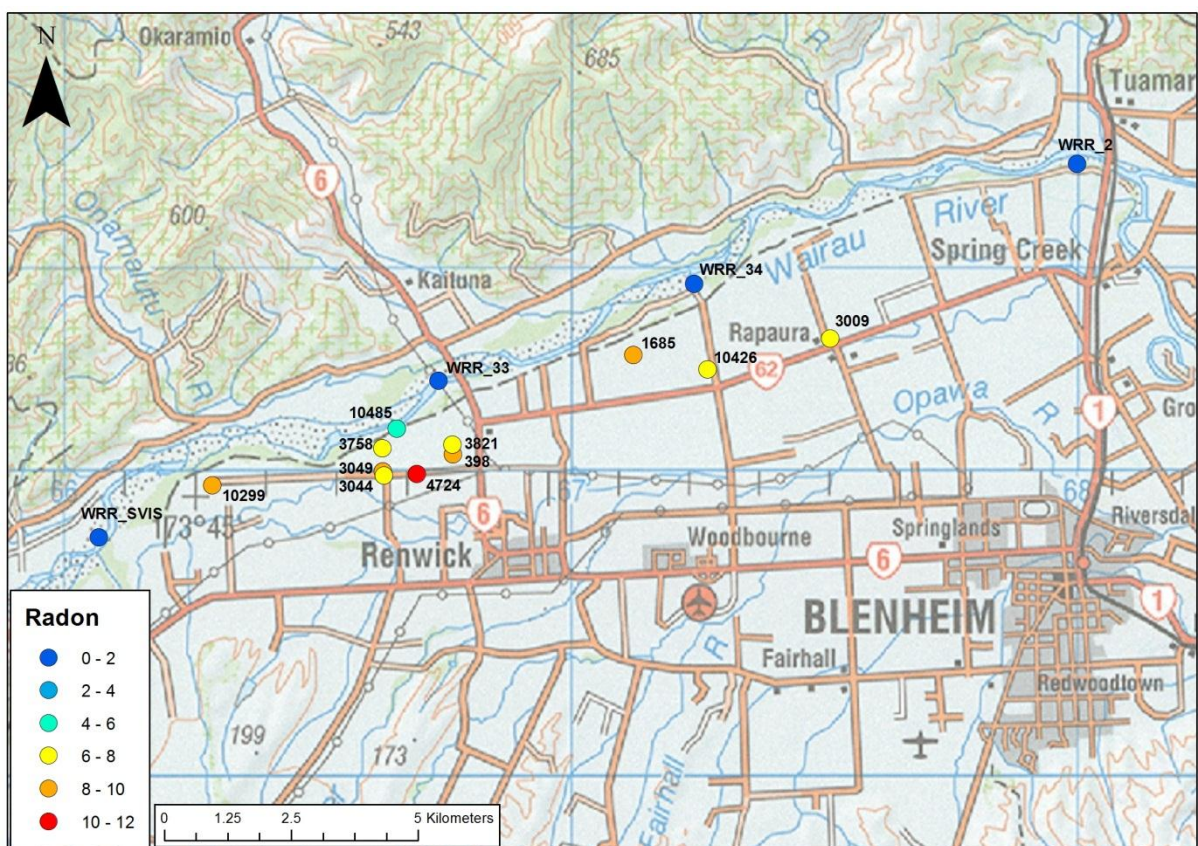 N
Okaramio
543
500
685
R
Tuamar
WRR_2
Onamalutu
R
600
6
River
Kaituna
WRR_34
Wairau
Spring Creek
1685
Rapaura
3009
10426
62
WRR_33
10485
Opawa
R
1
Gro
3758
3821
3049
398
3044
4724
10299
66
67
68
WRR_SVIS
173°45'
6
Renwick
Woodbourne
Springlands
Riversdal
6
BLENHEIM
1
R
Fairhall
Redwoodtown
199
173
Fairhall
Radon
0 - 2
2 - 4
4 - 6
6 - 8
8 - 10
10 - 12
0 1.25 2.5 5 Kilometers